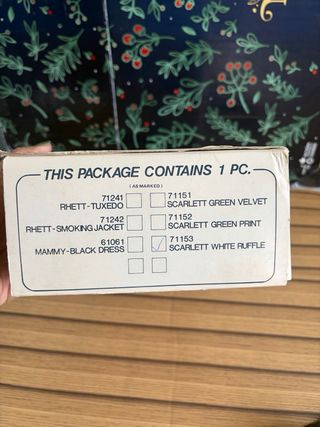 THIS PACKAGE CONTAINS 1 PC.
(AS MARKED)
71241
RHETT-TUXEDO
71151
SCARLETT GREEN VELVET
71242
RHETT-SMOKING JACKET
71152
SCARLETT GREEN PRINT
61061
MAMMY-BLACK DRESS
71153
SCARLETT WHITE RUFFLE